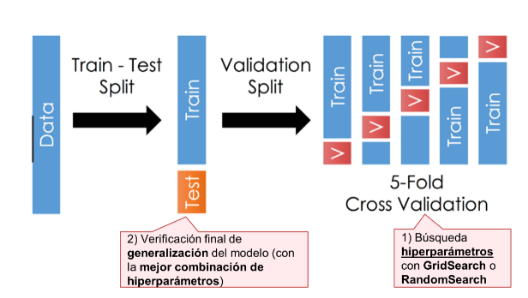 Train - Test
Split
Validation
Split
Data
Train
Test
Train
V
Train
V
Train
V
V
Train
V
Train
5-Fold
Cross Validation
2) Verificación final de
generalización del modelo (con
la mejor combinación de
hiperparámetros)
1) Búsqueda
hiperparámetros
con GridSearch o
RandomSearch